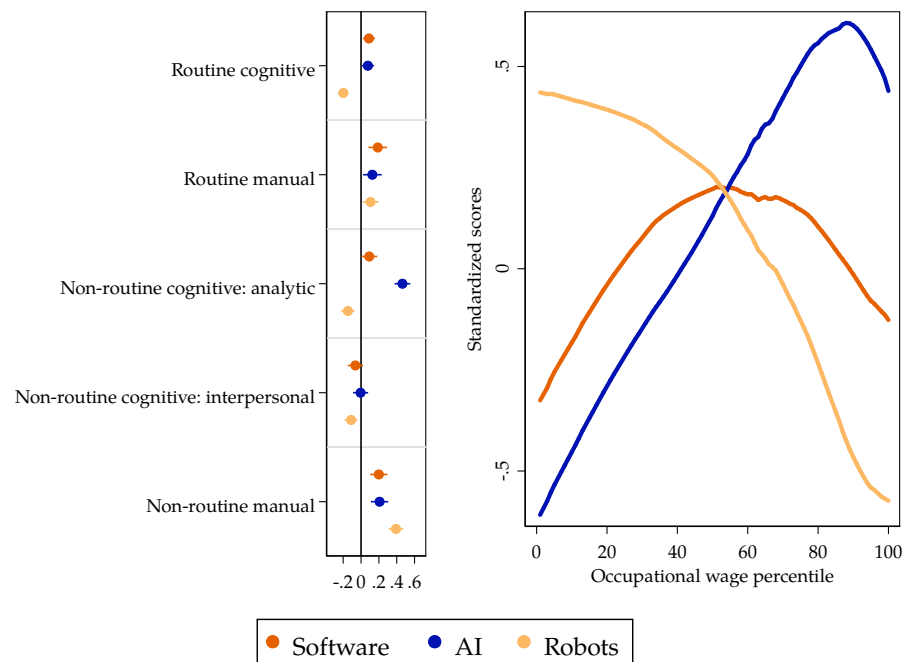 Routine cognitive
Routine manual
Non-routine cognitive: analytic
Non-routine cognitive: interpersonal
Non-routine manual
-.2 0 .2 .4 .6
Standardized scores
.5
0
-.5
0 20 40 60 80 100
Occupational wage percentile
Software AI Robots